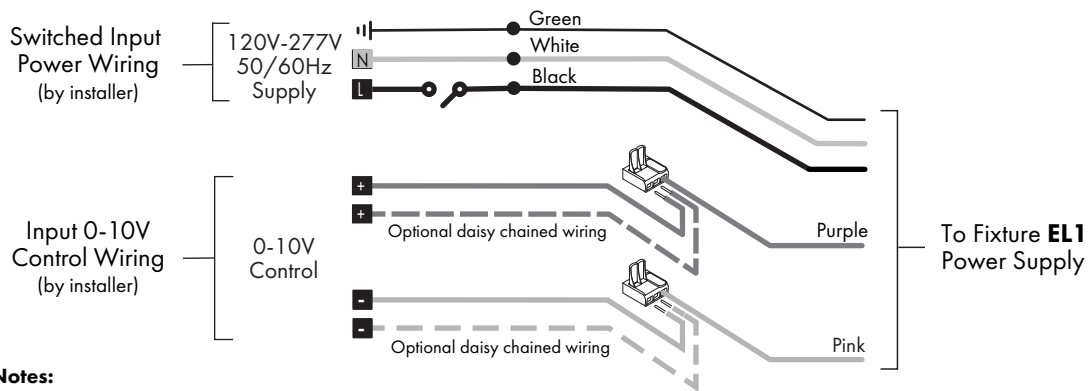 Switched Input
Power Wiring
(by installer)
120V-277V
50/60Hz
Supply
N
L
Green
White
Black
Input 0-10V
Control Wiring
(by installer)
0-10V
Control
+
+
Optional daisy chained wiring
Purple
-
-
Optional daisy chained wiring
Pink
To Fixture EL1
Power Supply
Notes: